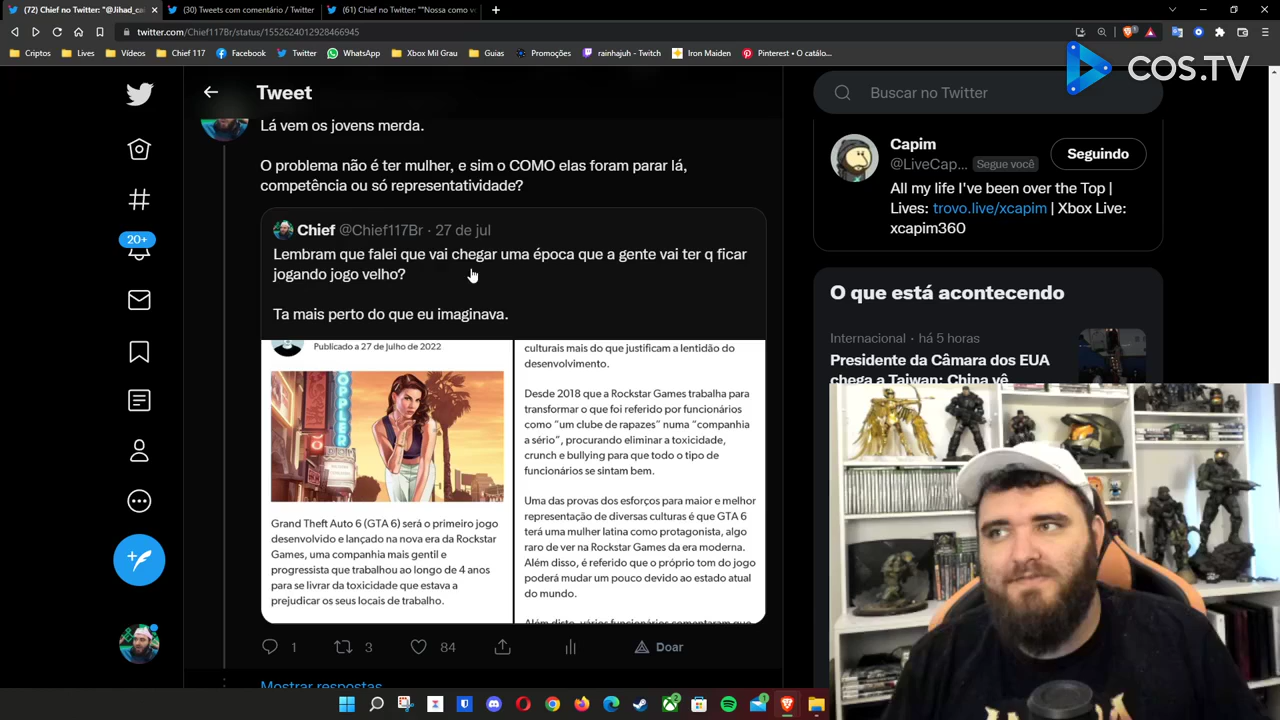 (72) Chief no Twitter: "@Jihad_cai
(30) Tweets com comentário / Twitter
(61) Chief no Twitter: ""Nossa como vo
twitter.com/Chief117Br/status/1552624012928466945
Criptos
Lives
Vídeos
Chief 117
Facebook
Twitter
WhatsApp
Xbox Mil Grau
Guias
Promoções
rainhajuh - Twitch
Iron Maiden
Pinterest • O catálo...
COS.TV
Tweet
Buscar no Twitter
Lá vem os jovens merda.
O problema não é ter mulher, e sim o COMO elas foram parar lá,
competência ou só representatividade?
Chief @Chief117Br · 27 de jul
Lembram que falei que vai chegar uma época que a gente vai ter q ficar
jogando jogo velho?
Ta mais perto do que eu imaginava.
Publicado a 27 de julho de 2022
OPPLER
Grand Theft Auto 6 (GTA 6) será o primeiro jogo
desenvolvido e lançado na nova era da Rockstar
Games, uma companhia mais gentil e
progressista que trabalhou ao longo de 4 anos
para se livrar da toxicidade que estava a
prejudicar os seus locais de trabalho.
culturais mais do que justificam a lentidão do
desenvolvimento.
Desde 2018 que a Rockstar Games trabalha para
transformar o que foi referido por funcionários
como "um clube de rapazes" numa "companhia
a sério", procurando eliminar a toxicidade,
crunch e bullying para que todo o tipo de
funcionários se sintam bem.
Uma das provas dos esforços para maior e melhor
representação de diversas culturas é que GTA 6
terá uma mulher latina como protagonista, algo
raro de ver na Rockstar Games da era moderna.
Além disso, é referido que o próprio tom do jogo
poderá mudar um pouco devido ao estado atual
do mundo.
Além disto, vários funcionários comentaram que
1
3
84
Doar
Mostrar respostas
20+
Capim
@LiveCap...
Segue você
Seguindo
All my life I've been over the Top |
Lives: trovo.live/xcapim | Xbox Live:
xcapim360
O que está acontecendo
Internacional · há 5 horas
Presidente da Câmara dos EUA
chega a Taiwan; China vê